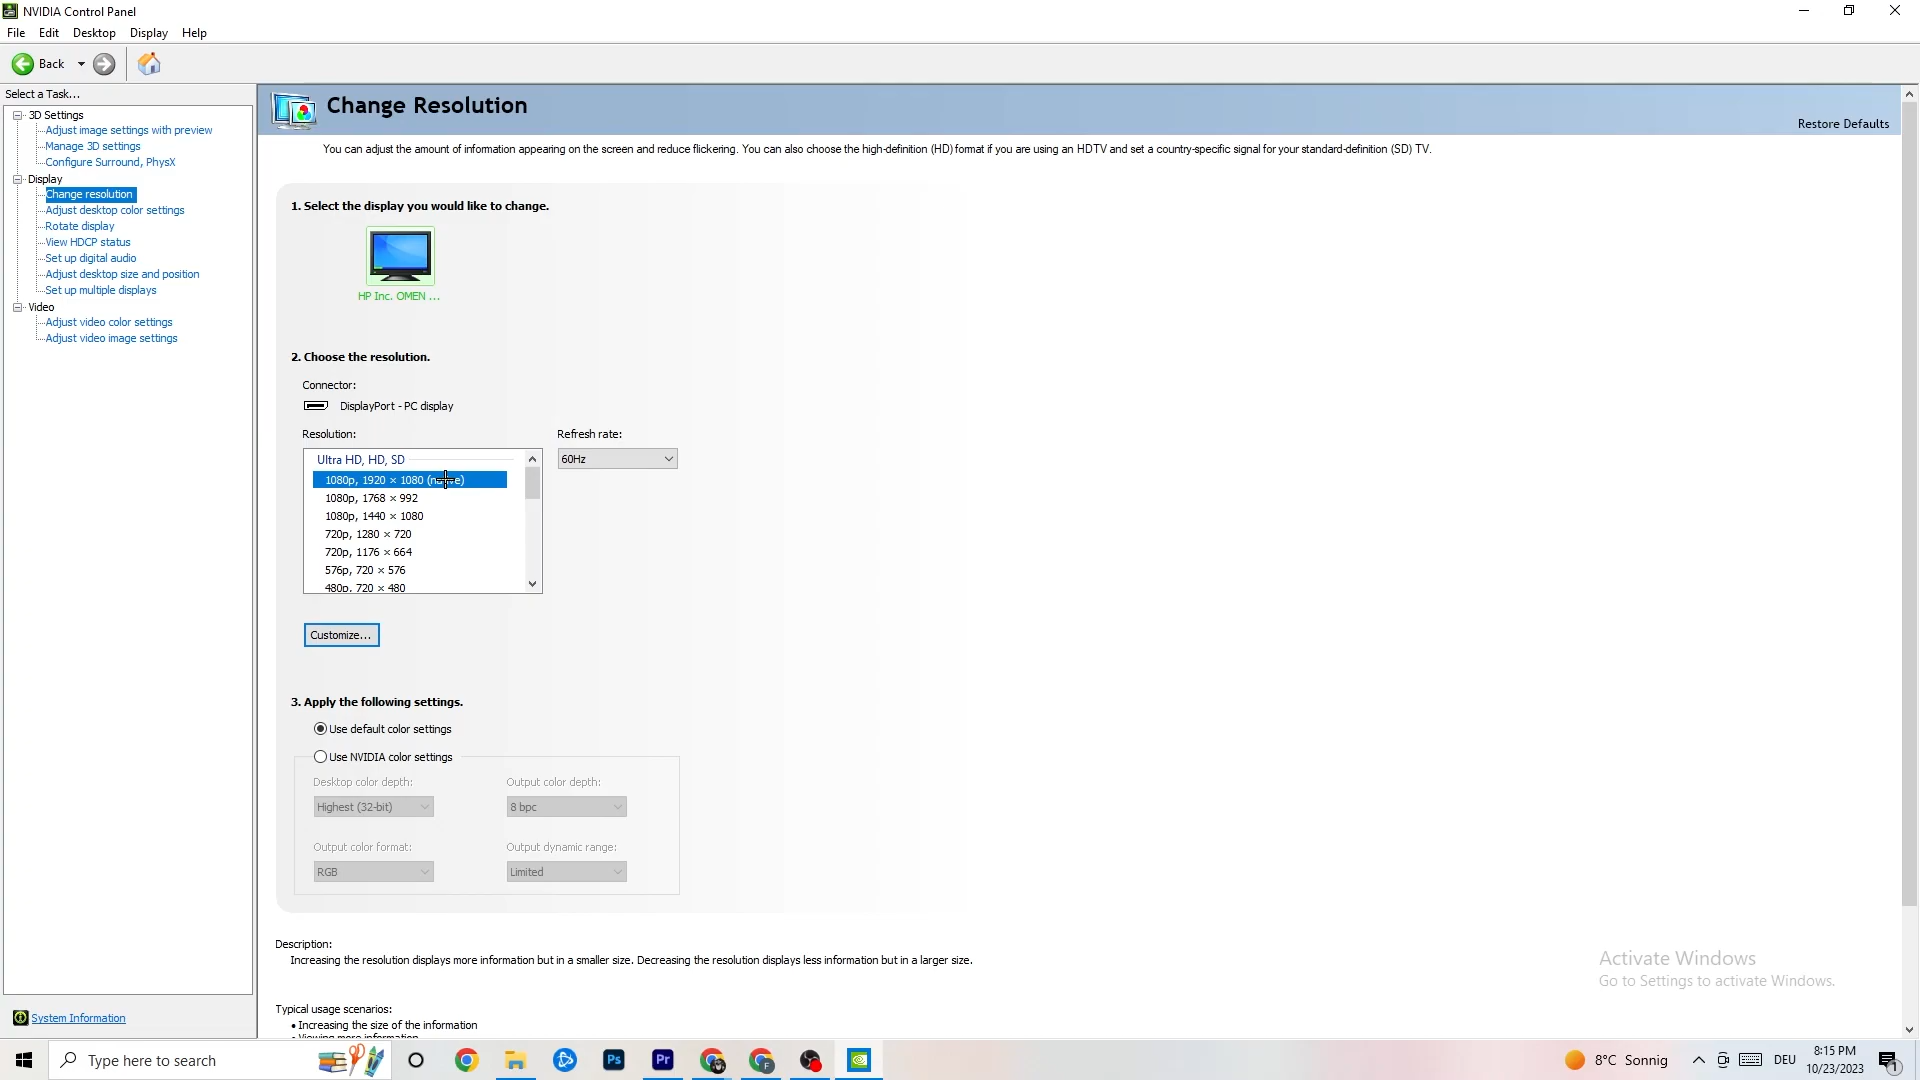 NVIDIA Control Panel
File Edit Desktop Display Help
Back
Select a Task...
3D Settings
Adjust image settings with preview
Manage 3D settings
Configure Surround, PhysX
Display
Change resolution
Adjust desktop color settings
Rotate display
View HDCP status
Set up digital audio
Adjust desktop size and position
Set up multiple displays
Video
Adjust video color settings
Adjust video image settings
System Information
Change Resolution
Restore Defaults
You can adjust the amount of information appearing on the screen and reduce flickering. You can also choose the high-definition (HD) format if you are using an HDTV and set a country-specific signal for your standard-definition (SD) TV.
1. Select the display you would like to change.
HP Inc. OMEN ...
2. Choose the resolution.
Connector:
DisplayPort - PC display
Resolution:
Refresh rate:
Ultra HD, HD, SD
60Hz
1080p, 1920 × 1080
1080p, 1768 × 992
1080p, 1440 × 1080
720p, 1280 × 720
720p, 1176 × 664
576p, 720 × 576
480p, 720 × 480
Customize...
3. Apply the following settings.
Use default color settings
Use NVIDIA color settings
Desktop color depth:
Output color depth:
Highest (32-bit)
8 bpc
Output color format:
Output dynamic range:
RGB
Limited
Description:
Increasing the resolution displays more information but in a smaller size. Decreasing the resolution displays less information but in a larger size.
Typical usage scenarios:
• Increasing the size of the information
Activate Windows
Go to Settings to activate Windows.
Type here to search
Ps
Pr
F
8°C Sonnig
DEU
8:15 PM
10/23/2023
1